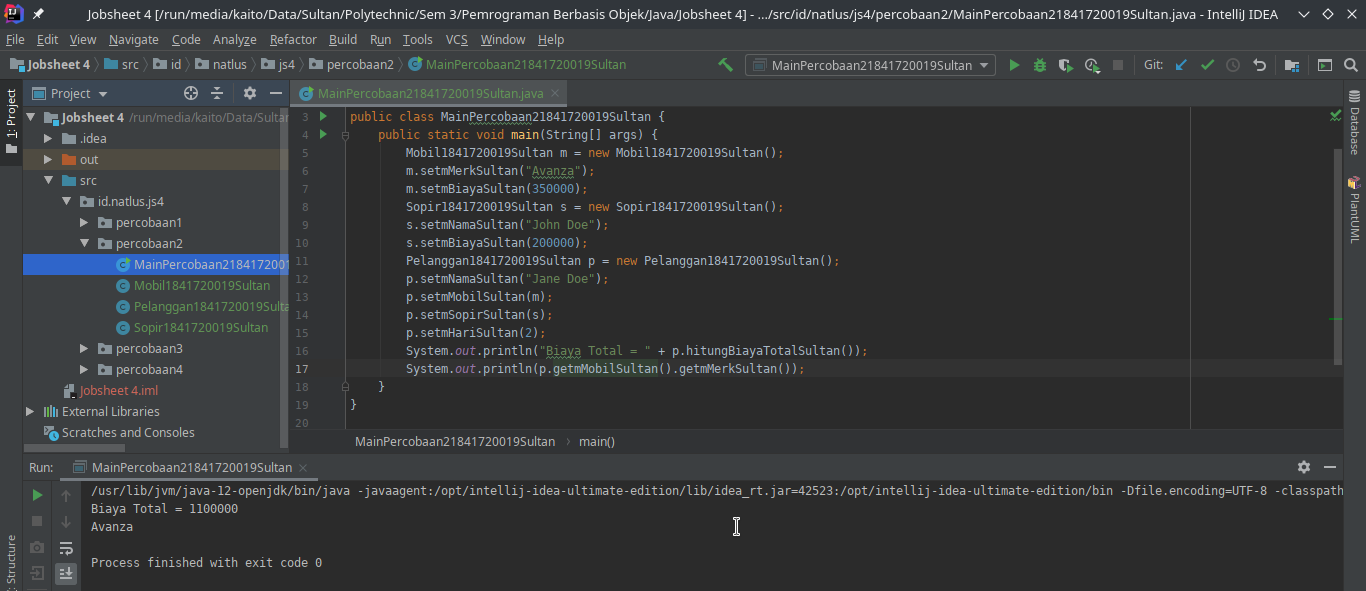 Jobsheet 4 [/run/media/kaito/Data/Sultan/Polytechnic/Sem 3/Pemrograman Berbasis Objek/Java/Jobsheet 4] - .../src/id/natlus/js4/percobaan2/MainPercobaan21841720019Sultan.java - IntelliJ IDEA
File Edit View Navigate Code Analyze Refactor Build Run Tools VCS Window Help
Jobsheet 4 src id natlus js4 percobaan2 MainPercobaan21841720019Sultan MainPercobaan21841720019Sultan Git:
1: Project
Project
MainPercobaan21841720019Sultan.java
Jobsheet 4 /run/media/kaito/Data/Sultan
.idea
out
src
id.natlus.js4
percobaan1
percobaan2
MainPercobaan2184172001
Mobil1841720019Sultan
Pelanggan1841720019Sulta
Sopir1841720019Sultan
percobaan3
percobaan4
Jobsheet 4.iml
External Libraries
Scratches and Consoles
3 public class MainPercobaan21841720019Sultan {
4 public static void main(String[] args) {
5 Mobil1841720019Sultan m = new Mobil1841720019Sultan();
6 m.setmMerkSultan("Avanza");
7 m.setmBiayaSultan(350000);
8 Sopir1841720019Sultan s = new Sopir1841720019Sultan();
9 s.setmNamaSultan("John Doe");
10 s.setmBiayaSultan(200000);
11 Pelanggan1841720019Sultan p = new Pelanggan1841720019Sultan();
12 p.setmNamaSultan("Jane Doe");
13 p.setmMobilSultan(m);
14 p.setmSopirSultan(s);
15 p.setmHariSultan(2);
16 System.out.println("Biaya Total = " + p.hitungBiayaTotalSultan());
17 System.out.println(p.getmMobilSultan().getmMerkSultan());
18 }
19 }
20
MainPercobaan21841720019Sultan main()
Database
PlantUML
Run: MainPercobaan21841720019Sultan
/usr/lib/jvm/java-12-openjdk/bin/java -javaagent:/opt/intellij-idea-ultimate-edition/lib/idea_rt.jar=42523:/opt/intellij-idea-ultimate-edition/bin -Dfile.encoding=UTF-8 -classpath
Biaya Total = 1100000
Avanza
Process finished with exit code 0
Structure